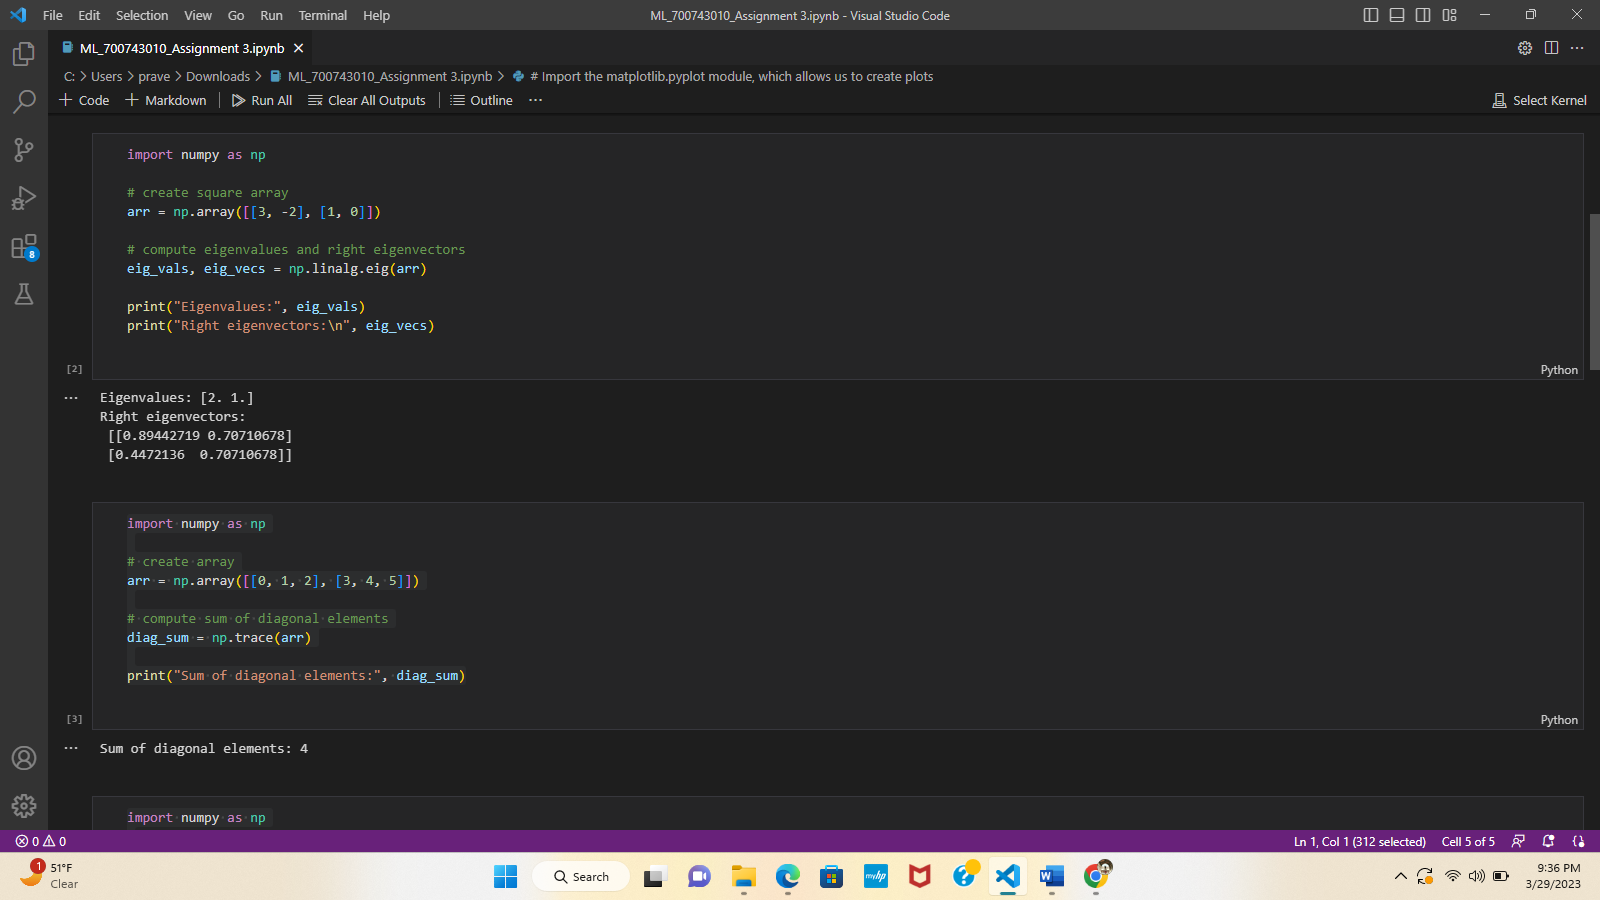 File Edit Selection View Go Run Terminal Help ML_700743010_Assignment 3.ipynb - Visual Studio Code
ML_700743010_Assignment 3.ipynb
C: > Users > prave > Downloads > ML_700743010_Assignment 3.ipynb > # Import the matplotlib.pyplot module, which allows us to create plots
+ Code + Markdown Run All Clear All Outputs Outline ... Select Kernel
import numpy as np
# create square array
arr = np.array([[3, -2], [1, 0]])
# compute eigenvalues and right eigenvectors
eig_vals, eig_vecs = np.linalg.eig(arr)
print("Eigenvalues:", eig_vals)
print("Right eigenvectors:\n", eig_vecs)
[2] Python
... Eigenvalues: [2. 1.]
Right eigenvectors:
[[0.89442719 0.70710678]
[0.4472136  0.70710678]]
import numpy as np
# create array
arr = np.array([[0, 1, 2], [3, 4, 5]])
# compute sum of diagonal elements
diag_sum = np.trace(arr)
print("Sum of diagonal elements:", diag_sum)
[3] Python
... Sum of diagonal elements: 4
import numpy as np
8
0 0 Ln 1, Col 1 (312 selected) Cell 5 of 5
1 51°F
Clear
Search
myhp
9:36 PM
3/29/2023